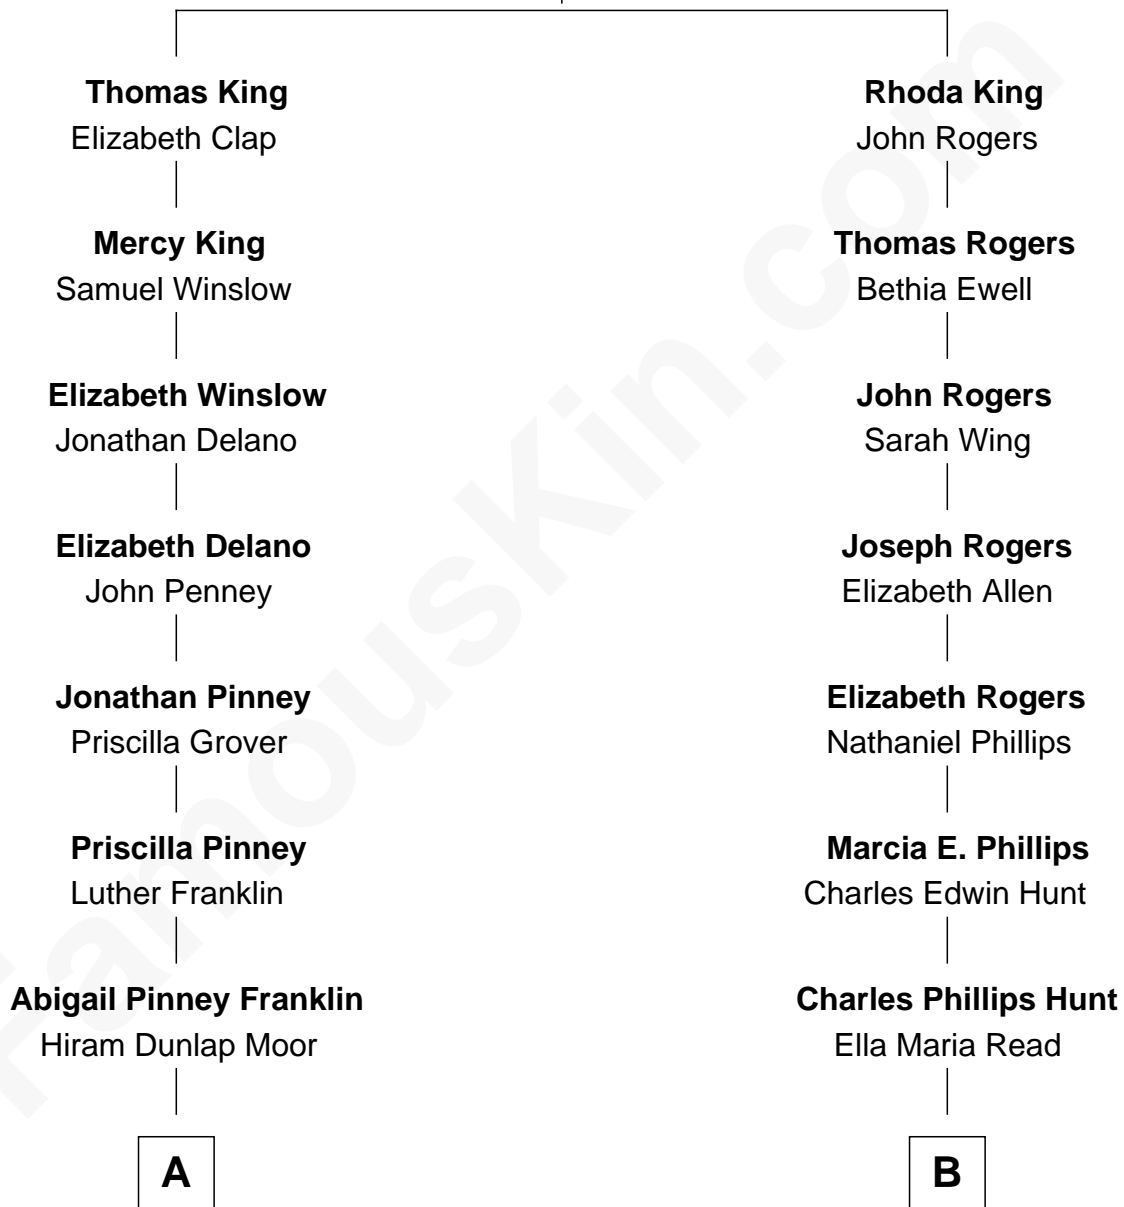 Thomas King
Elizabeth Clap
Mercy King
Samuel Winslow
Elizabeth Winslow
Jonathan Delano
Elizabeth Delano
John Penney
Jonathan Pinney
Priscilla Grover
Priscilla Pinney
Luther Franklin
Abigail Pinney Franklin
Hiram Dunlap Moor
A
Rhoda King
John Rogers
Thomas Rogers
Bethia Ewell
John Rogers
Sarah Wing
Joseph Rogers
Elizabeth Allen
Elizabeth Rogers
Nathaniel Phillips
Marcia E. Phillips
Charles Edwin Hunt
Charles Phillips Hunt
Ella Maria Read
B
FamousKin.com